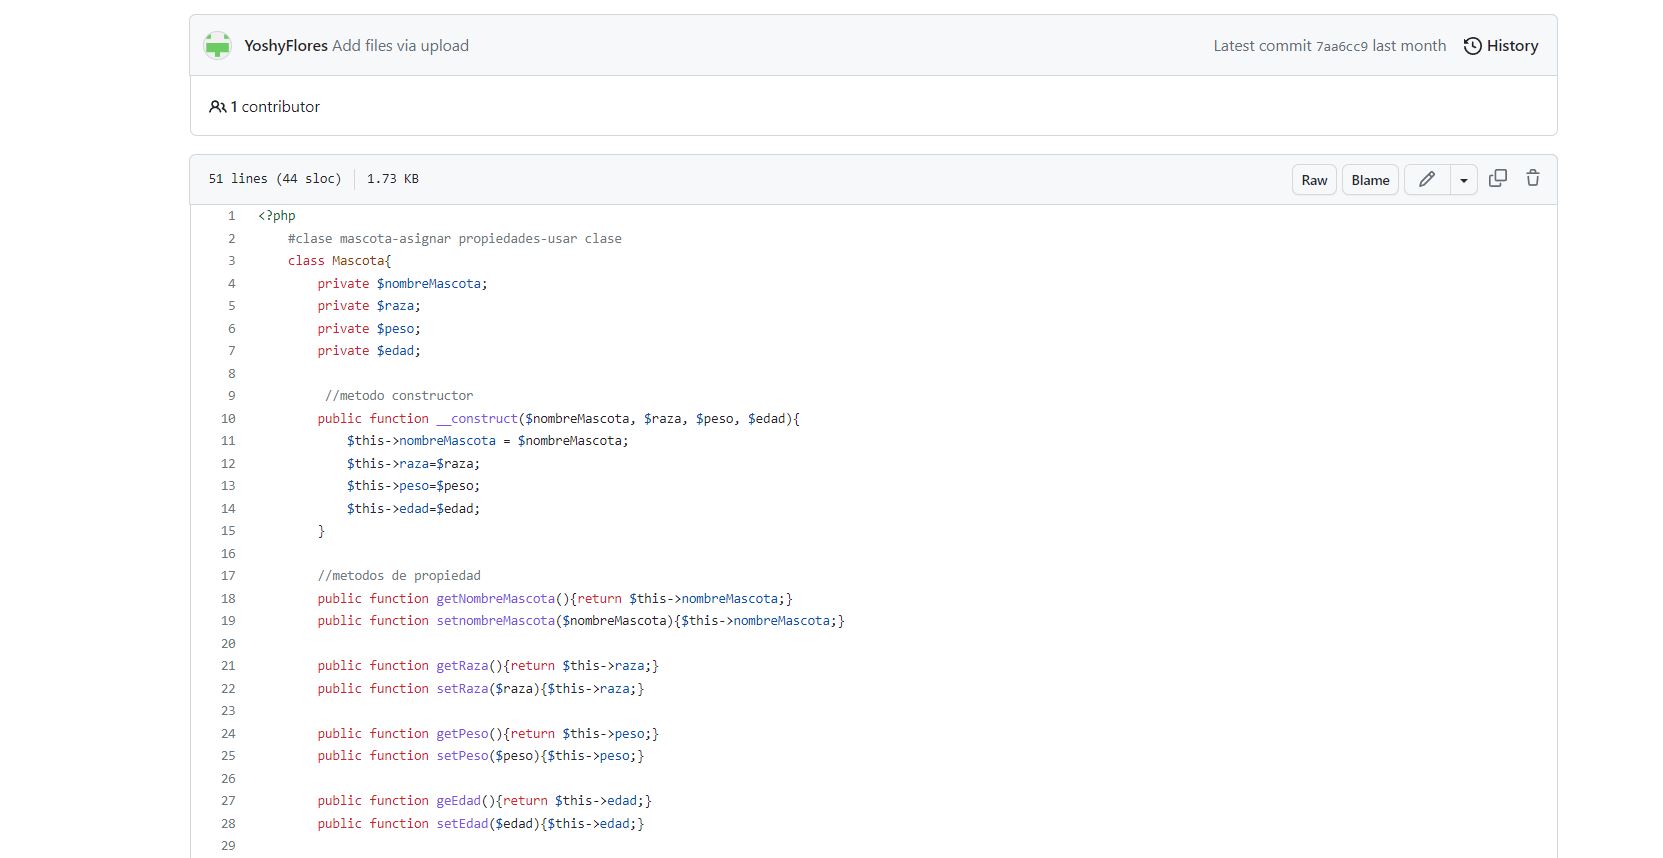 YoshyFlores Add files via upload Latest commit 7aa6cc9 last month History
1 contributor
51 lines (44 sloc) 1.73 KB Raw Blame
1 <?php
2 #clase mascota-asignar propiedades-usar clase
3 class Mascota{
4 private $nombreMascota;
5 private $raza;
6 private $peso;
7 private $edad;
8
9 //metodo constructor
10 public function __construct($nombreMascota, $raza, $peso, $edad){
11 $this->nombreMascota = $nombreMascota;
12 $this->raza=$raza;
13 $this->peso=$peso;
14 $this->edad=$edad;
15 }
16
17 //metodos de propiedad
18 public function getNombreMascota(){return $this->nombreMascota;}
19 public function setnombreMascota($nombreMascota){$this->nombreMascota;}
20
21 public function getRaza(){return $this->raza;}
22 public function setRaza($raza){$this->raza;}
23
24 public function getPeso(){return $this->peso;}
25 public function setPeso($peso){$this->peso;}
26
27 public function geEdad(){return $this->edad;}
28 public function setEdad($edad){$this->edad;}
29